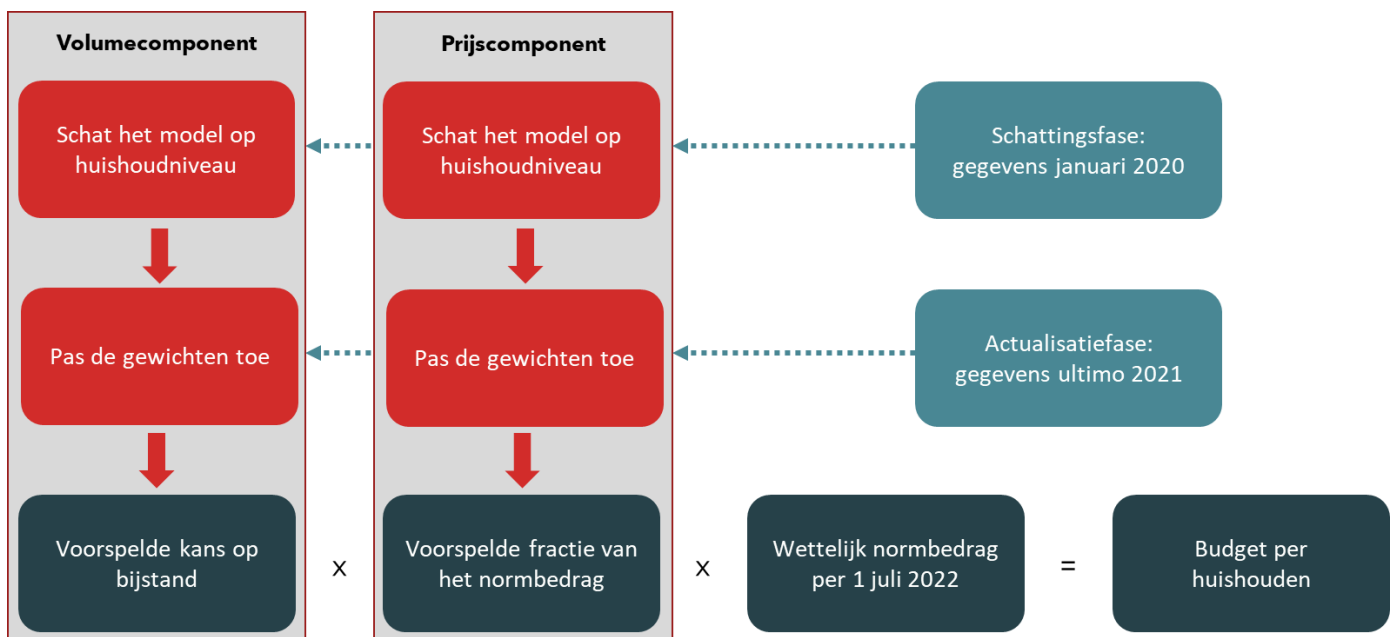 Volumecomponent
Prijscomponent
Schat het model op
huishoudniveau
Schat het model op
huishoudniveau
Schattingsfase:
gegevens januari 2020
Pas de gewichten toe
Pas de gewichten toe
Actualisatiefase:
gegevens ultimo 2021
Voorspelde kans op
bijstand
x
Voorspelde fractie van
het normbedrag
x
Wettelijk normbedrag
per 1 juli 2022
=
Budget per
huishouden